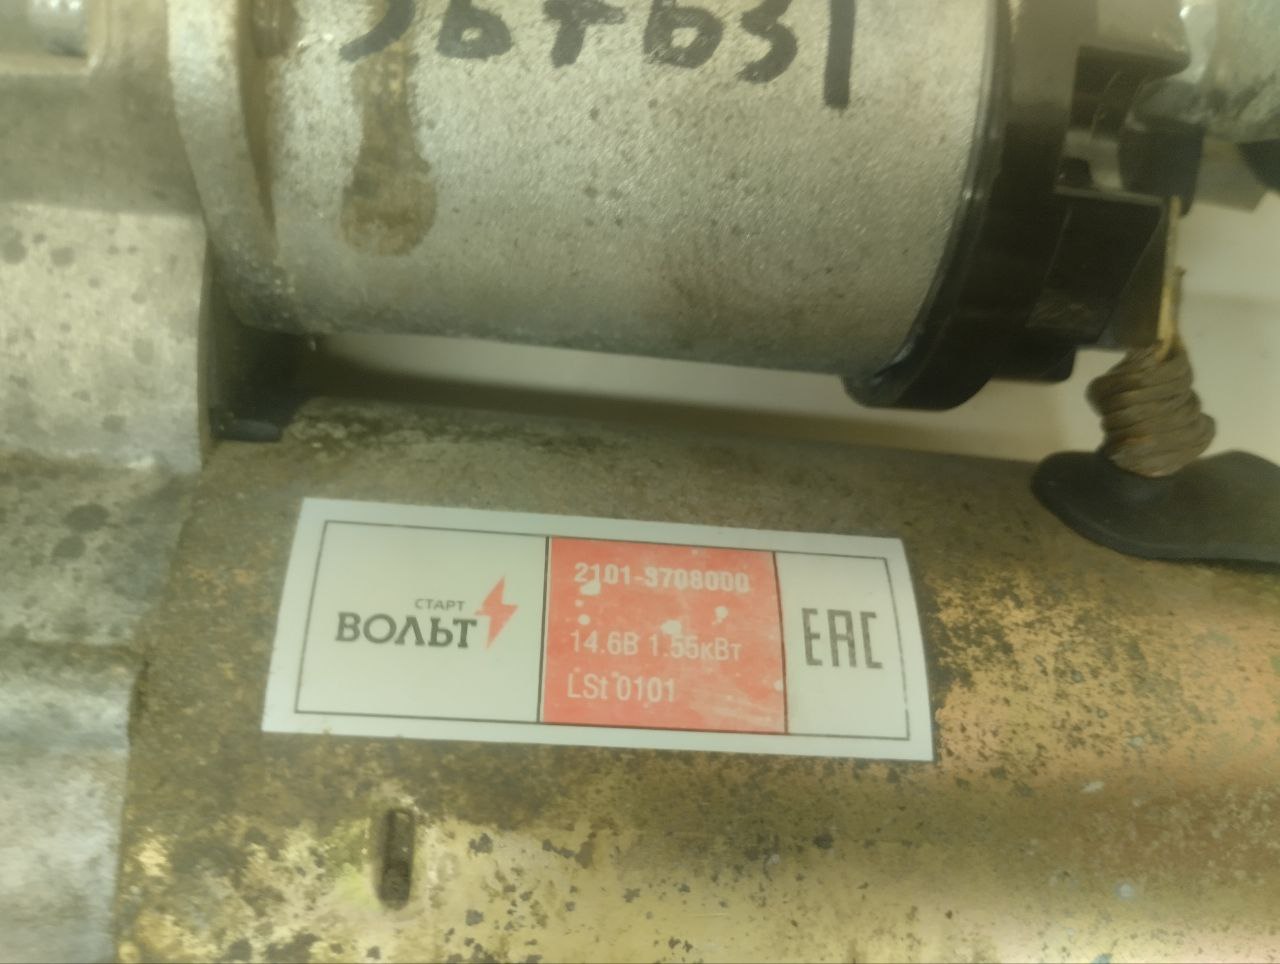 СТАРТ
ВОЛЬТ
2101-3708000
14.6В 1.55кВт
LSt 0101
EAC